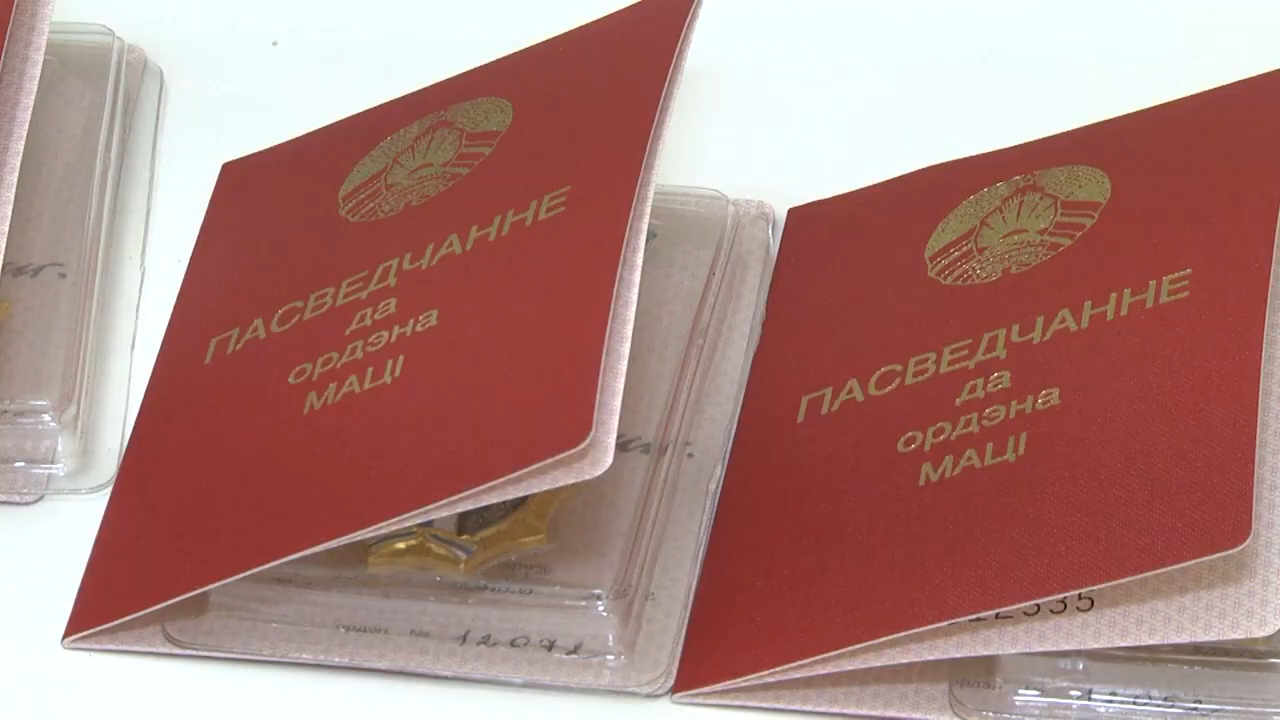 ПАСВЕДЧАННЕ
да
ордэна
МАЦІ
ПАСВЕДЧАННЕ
да
ордэна
МАЦІ